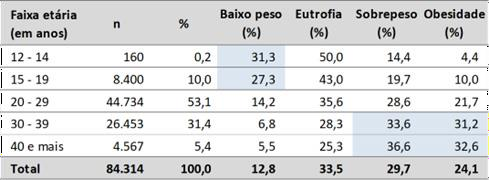 Faixa etária (em anos) n % Baixo peso (%) Eutrofia (%) Sobrepeso (%) Obesidade (%)
12 - 14 160 0,2 31,3 50,0 14,4 4,4
15 - 19 8.400 10,0 27,3 43,0 19,7 10,0
20 - 29 44.734 53,1 14,2 35,6 28,6 21,7
30 - 39 26.453 31,4 6,8 28,3 33,6 31,2
40 e mais 4.567 5,4 5,5 25,3 36,6 32,6
Total 84.314 100,0 12,8 33,5 29,7 24,1